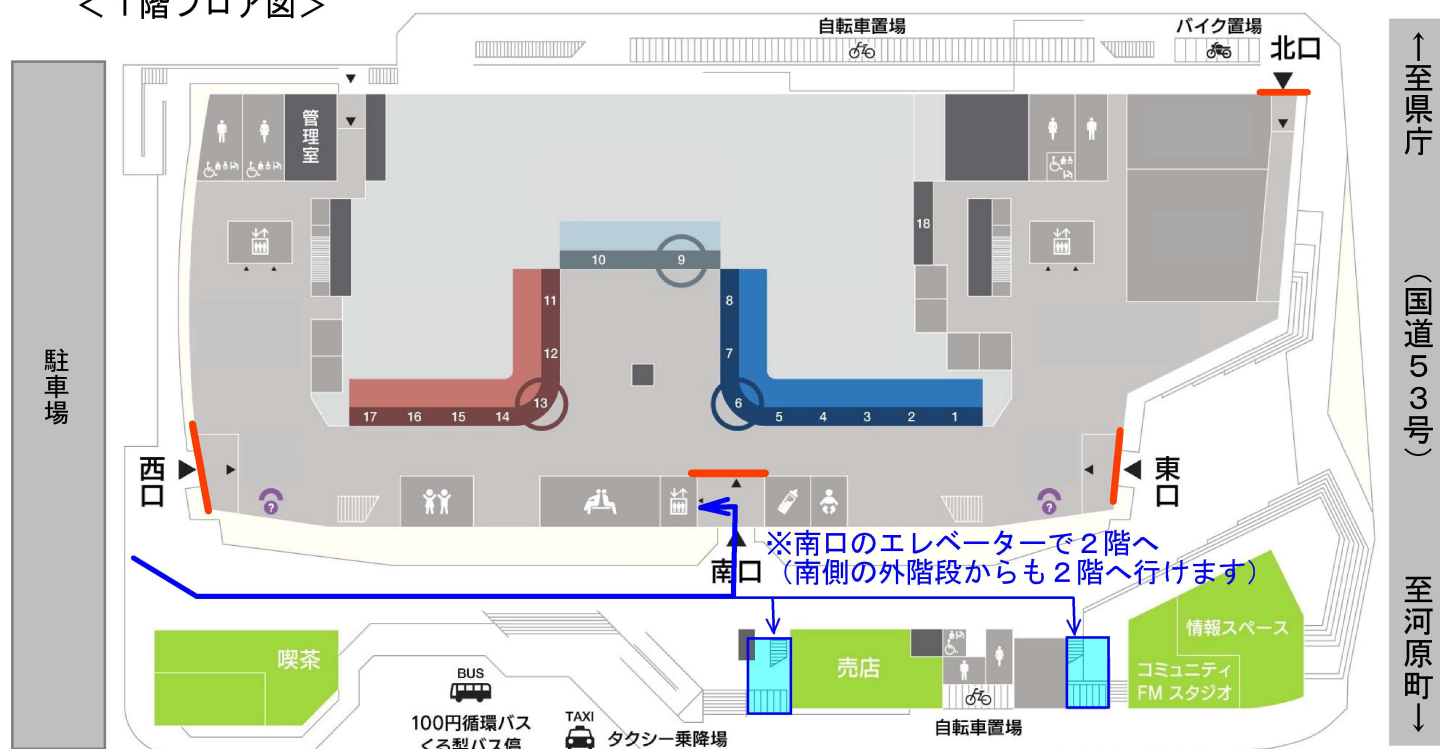 ＜１階フロア図＞
自転車置場
バイク置場
北口
↑至県庁
（国道５３号）
至河原町↓
駐車場
管理室
18
10
9
11
8
12
7
13
6
17
16
15
14
5
4
3
2
1
西口
東口
?
?
南口
※南口のエレベーターで２階へ
（南側の外階段からも２階へ行けます）
喫茶
BUS
100円循環バス
くる梨バス停
TAXI
タクシー乗降場
売店
自転車置場
情報スペース
コミュニティ
FM スタジオ